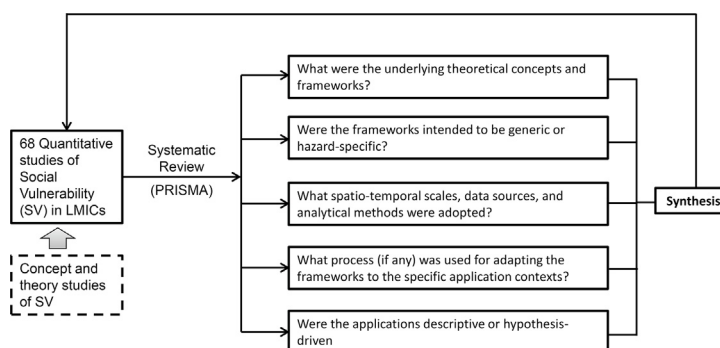 68 Quantitative
studies of
Social
Vulnerability
(SV) in LMICs
Concept and
theory studies
of SV
Systematic
Review
(PRISMA)
What were the underlying theoretical concepts and
frameworks?
Were the frameworks intended to be generic or
hazard-specific?
What spatio-temporal scales, data sources, and
analytical methods were adopted?
What process (if any) was used for adapting the
frameworks to the specific application contexts?
Were the applications descriptive or hypothesis-
driven
Synthesis